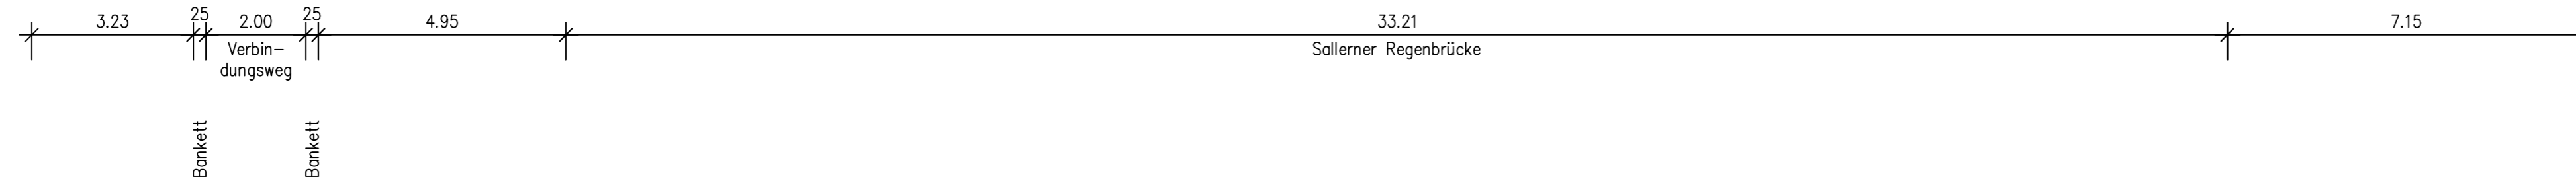 3.23 25 2.00 25 4.95 33.21 7.15
Verbin-
dungsweg
Sallerner Regenbrücke
Bankett
Bankett